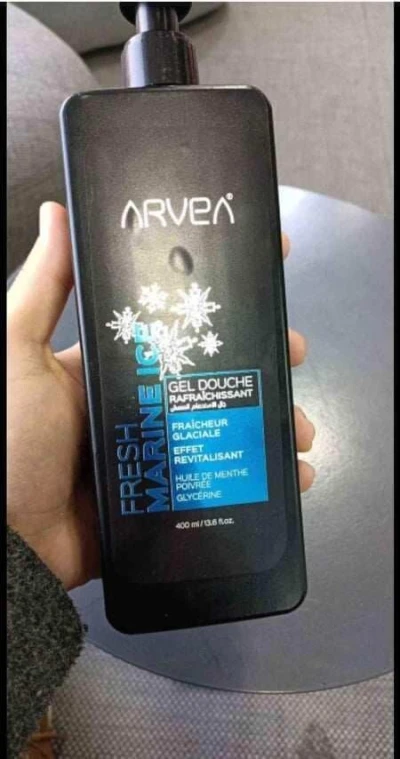 ARVEA®
FRESH
MARINE ICE
GEL DOUCHE
RAFRAÎCHISSANT
FRAÎCHEUR
GLACIALE
EFFET
REVITALISANT
HUILE DE MENTHE
POIVRÉE
GLYCÉRINE
400 ml / 13.6 fl.oz.